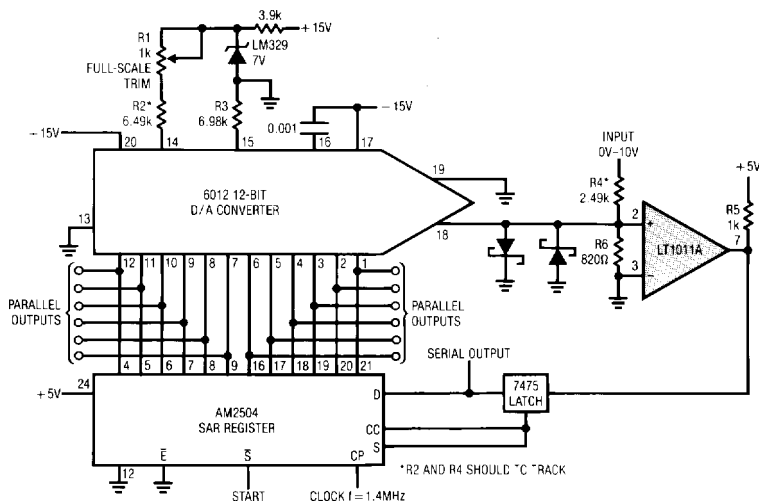 3.9k
+15V
R1
1k
FULL-SCALE
TRIM
LM329
7V
R2*
6.49k
R3
6.98k
0.001
−15V
−15V
20
14
15
16
17
INPUT
0V–10V
+5V
6012 12-BIT
D/A CONVERTER
19
13
18
R4*
2.49k
R5
1k
2
+
R6
820Ω
3
−
LT1011A
7
12 11 10 9 8 7 6 5 4 3 2 1
PARALLEL
OUTPUTS
PARALLEL
OUTPUTS
4 5 6 7 8 9 16 17 18 19 20 21
SERIAL OUTPUT
24
+5V
AM2504
SAR REGISTER
D
7475
LATCH
CC
S
12
E̅
S̅
CP
*R2 AND R4 SHOULD TC TRACK
START
CLOCK f = 1.4MHz